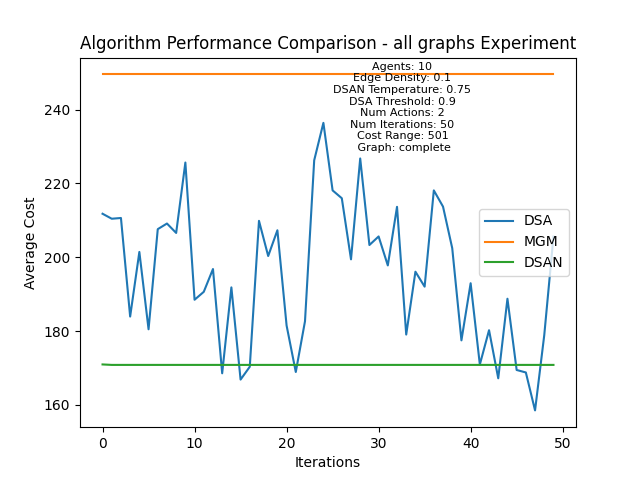 Algorithm Performance Comparison - all graphs Experiment
Agents: 10
Edge Density: 0.1
DSAN Temperature: 0.75
DSA Threshold: 0.9
Num Actions: 2
Num Iterations: 50
Cost Range: 501
Graph: complete
240
220
200
180
160
Average Cost
DSA
MGM
DSAN
0
10
20
30
40
50
Iterations